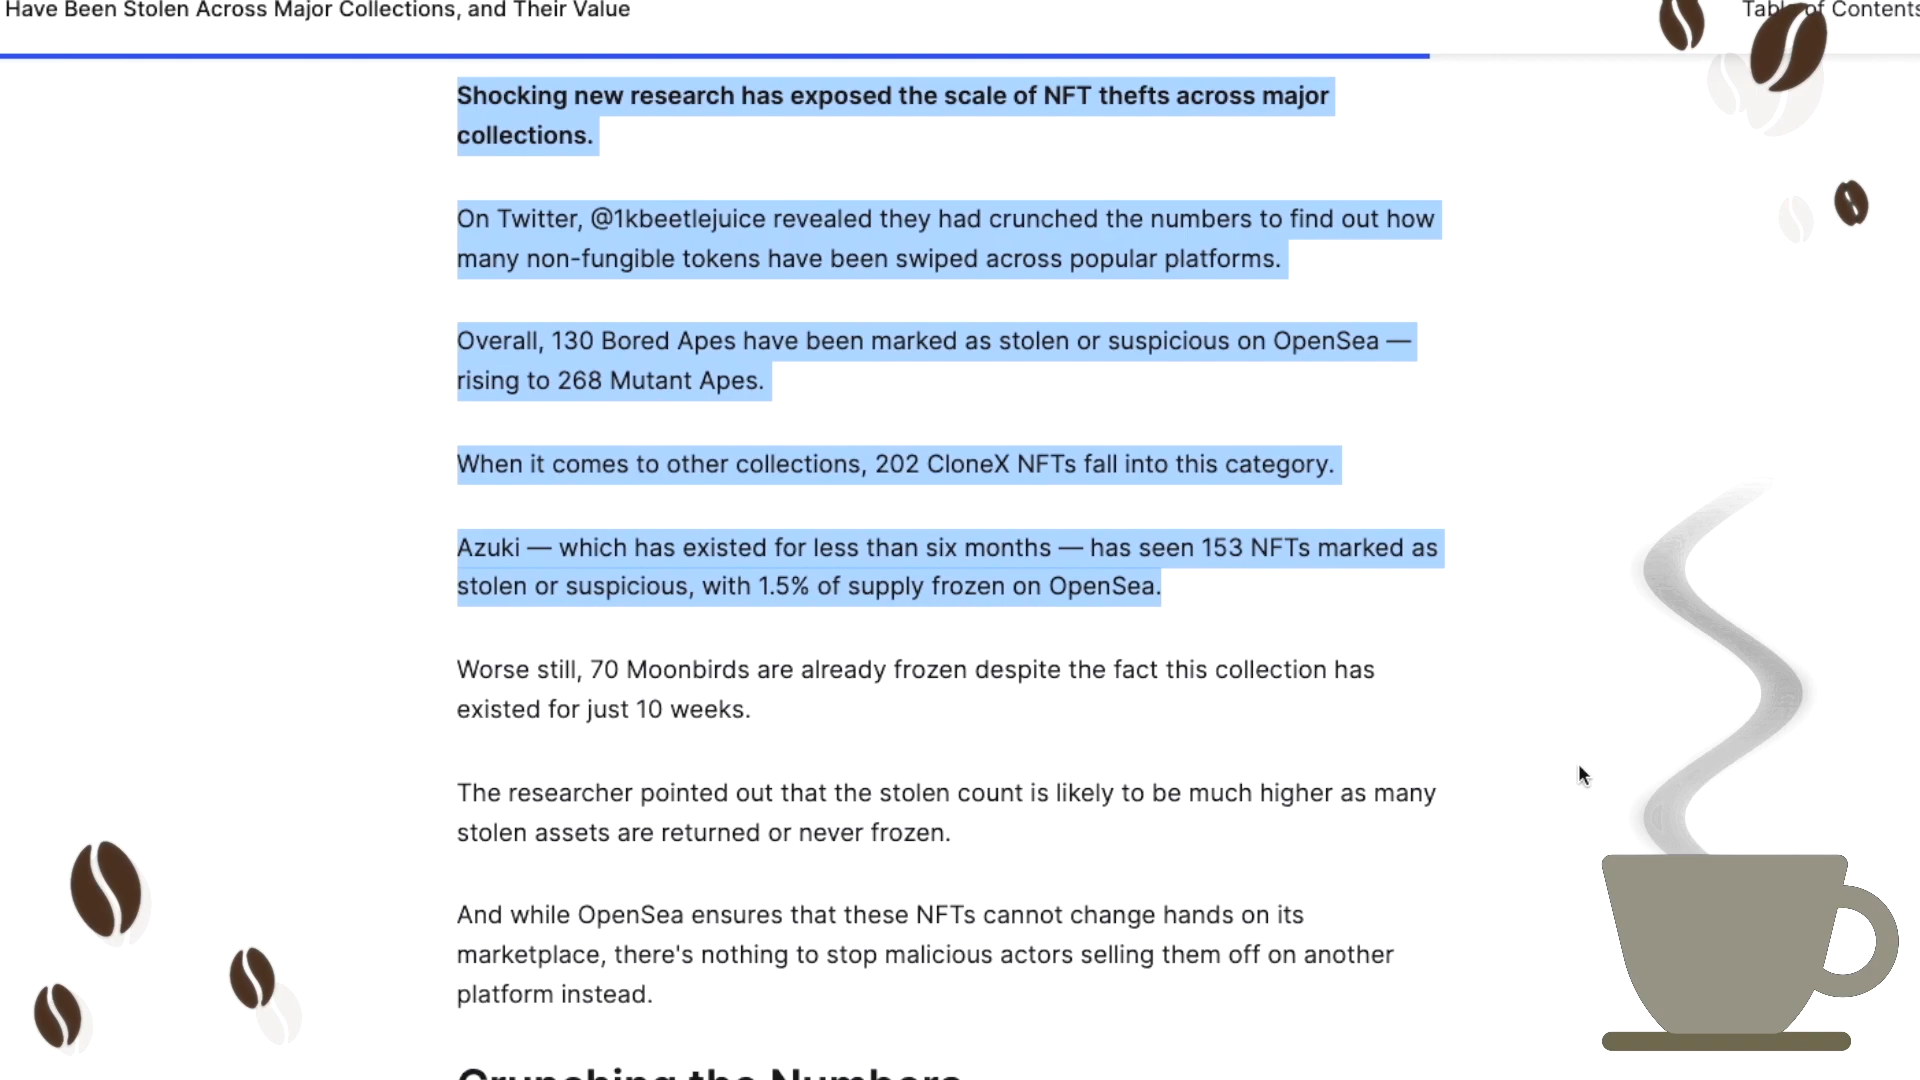 Have Been Stolen Across Major Collections, and Their Value
Table of Contents
Shocking new research has exposed the scale of NFT thefts across major
collections.
On Twitter, @1kbeetlejuice revealed they had crunched the numbers to find out how
many non-fungible tokens have been swiped across popular platforms.
Overall, 130 Bored Apes have been marked as stolen or suspicious on OpenSea —
rising to 268 Mutant Apes.
When it comes to other collections, 202 CloneX NFTs fall into this category.
Azuki — which has existed for less than six months — has seen 153 NFTs marked as
stolen or suspicious, with 1.5% of supply frozen on OpenSea.
Worse still, 70 Moonbirds are already frozen despite the fact this collection has
existed for just 10 weeks.
The researcher pointed out that the stolen count is likely to be much higher as many
stolen assets are returned or never frozen.
And while OpenSea ensures that these NFTs cannot change hands on its
marketplace, there's nothing to stop malicious actors selling them off on another
platform instead.
Crunching the Numbers